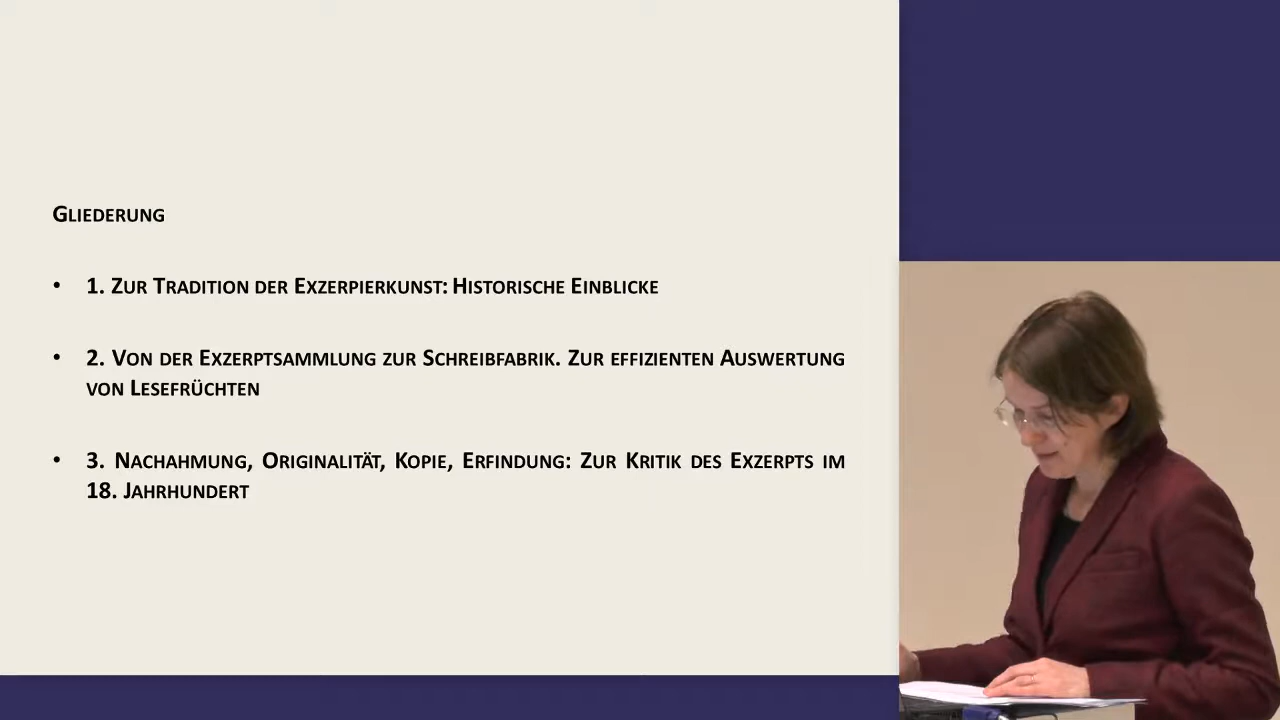 Gliederung
• 1. Zur Tradition der Exzerpierkunst: Historische Einblicke
• 2. Von der Exzerptsammlung zur Schreibfabrik. Zur effizienten Auswertung
von Lesefrüchten
• 3. Nachahmung, Originalität, Kopie, Erfindung: Zur Kritik des Exzerpts im
18. Jahrhundert